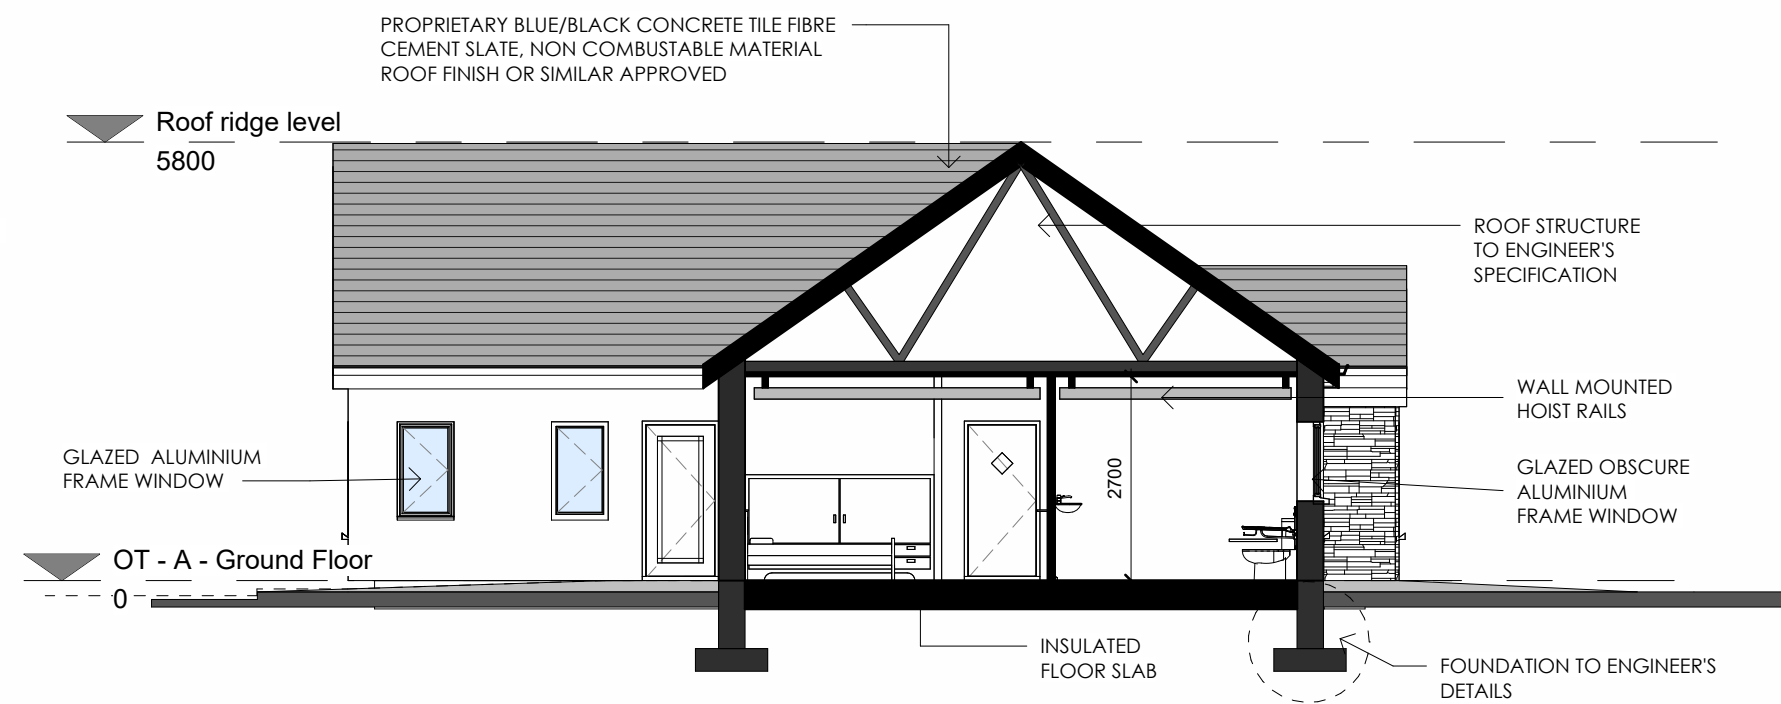 PROPRIETARY BLUE/BLACK CONCRETE TILE FIBRE
CEMENT SLATE, NON COMBUSTABLE MATERIAL
ROOF FINISH OR SIMILAR APPROVED
Roof ridge level
5800
ROOF STRUCTURE
TO ENGINEER'S
SPECIFICATION
WALL MOUNTED
HOIST RAILS
GLAZED ALUMINIUM
FRAME WINDOW
2700
GLAZED OBSCURE
ALUMINIUM
FRAME WINDOW
OT - A - Ground Floor
0
INSULATED
FLOOR SLAB
FOUNDATION TO ENGINEER'S
DETAILS